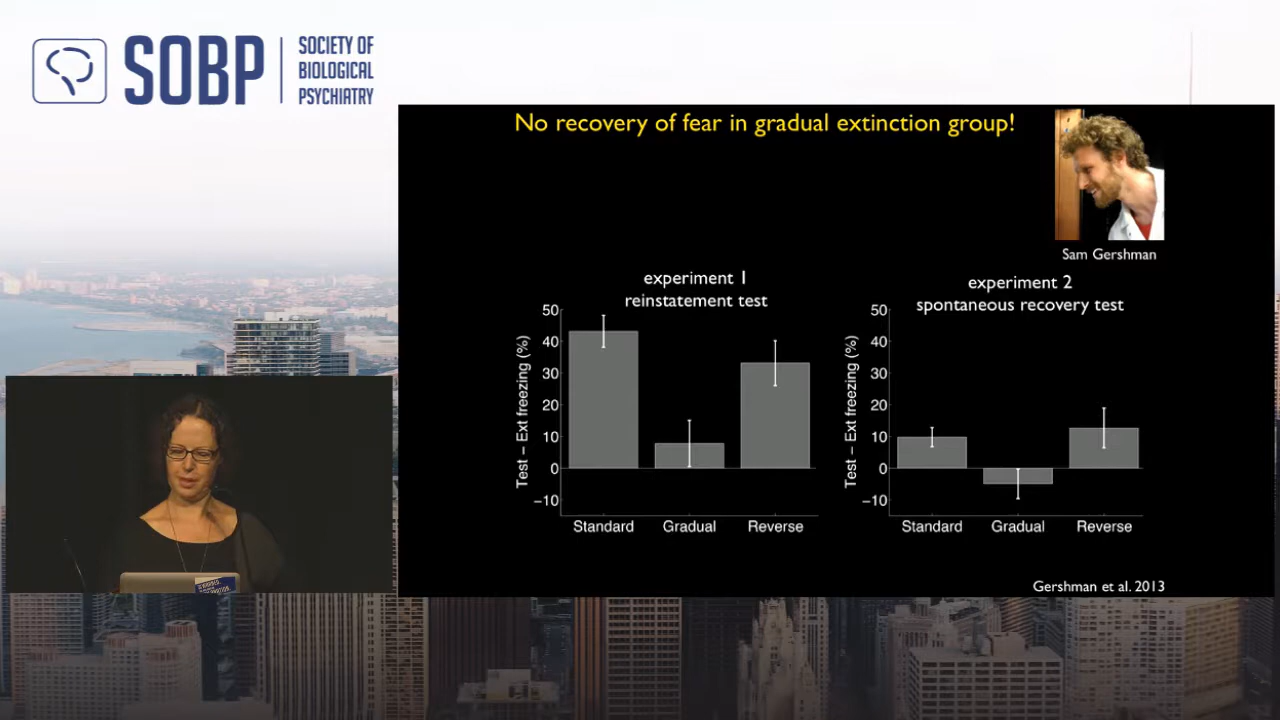 SOBP
SOCIETY OF
BIOLOGICAL
PSYCHIATRY
No recovery of fear in gradual extinction group!
Sam Gershman
experiment 1
reinstatement test
50
40
30
20
10
0
−10
Test − Ext freezing (%)
Standard Gradual Reverse
experiment 2
spontaneous recovery test
50
40
30
20
10
0
−10
Test − Ext freezing (%)
Standard Gradual Reverse
Gershman et al. 2013